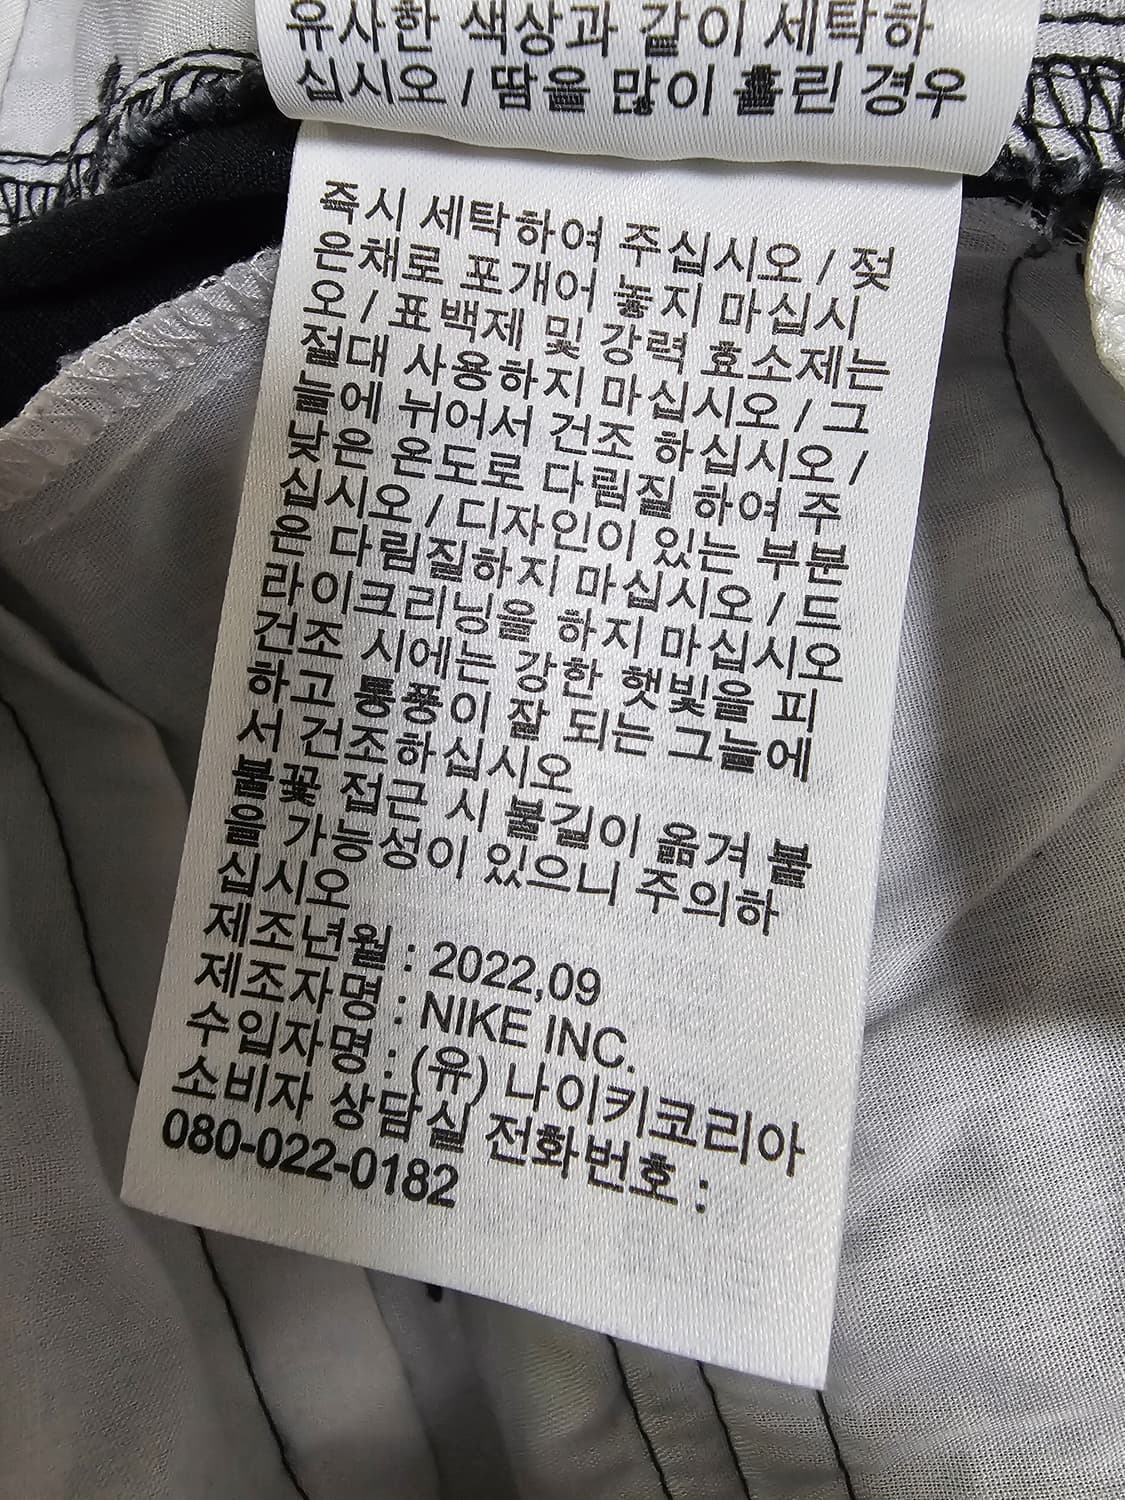 유사한 색상과 같이 세탁하
십시오 / 땀을 많이 흘린 경우
즉시 세탁하여 주십시오 / 젖
은채로 포개어 놓지 마십시
오 / 표백제 및 강력 효소제는
절대 사용하지 마십시오 / 그
늘에 뉘어서 건조 하십시오 /
낮은 온도로 다림질 하여 주
십시오 / 디자인이 있는 부분
은 다림질하지 마십시오 / 드
라이크리닝을 하지 마십시오
건조 시에는 강한 햇빛을 피
하고 통풍이 잘 되는 그늘에
서 건조하십시오
불꽃 접근 시 불길이 옮겨 붙
을 가능성이 있으니 주의하
십시오
제조년월 : 2022,09
제조자명 : NIKE INC.
수입자명 : (유) 나이키코리아
소비자 상담실 전화번호 :
080-022-0182